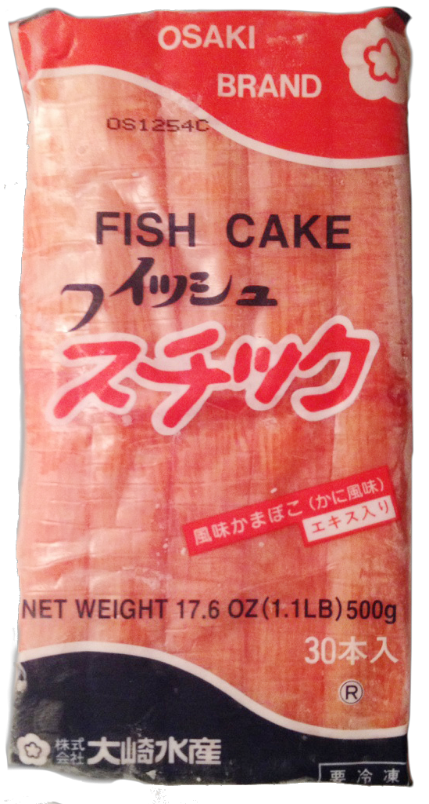 OSAKI
BRAND
OS1254C
FISH CAKE
フィッシュ
スチック
風味かまぼこ(かに風味)
エキス入り
NET WEIGHT 17.6 OZ(1.1LB)500g
30本入
®
株式会社 大崎水産
要冷凍